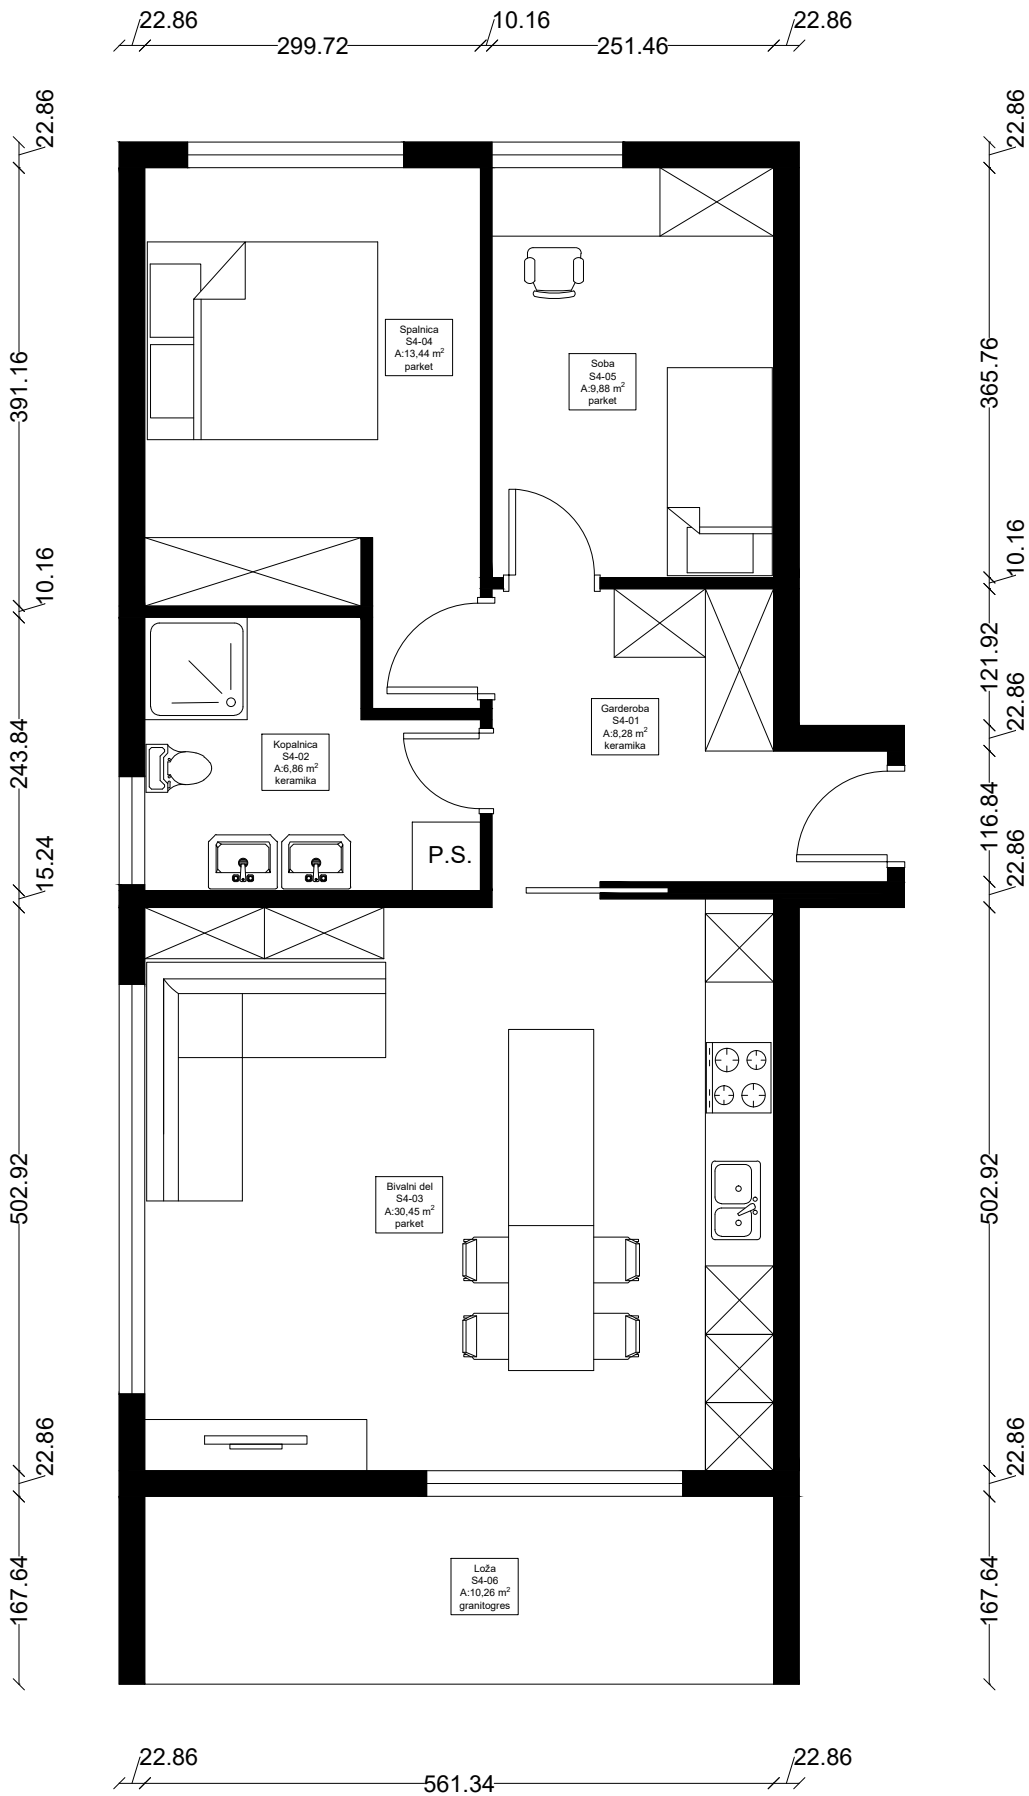 22.86
10.16
22.86
299.72
251.46
22.86
22.86
391.16
365.76
Spalnica
S4-04
A:13,44 m²
parket
Soba
S4-05
A:9,88 m²
parket
10.16
10.16
121.92
22.86
Garderoba
S4-01
A:8,28 m²
keramika
Kopalnica
S4-02
A:6,86 m²
keramika
243.84
116.84
P.S.
15.24
22.86
502.92
502.92
Bivalni del
S4-03
A:30,45 m²
parket
22.86
22.86
167.64
167.64
Loža
S4-06
A:10,26 m²
granitogres
22.86
22.86
561.34